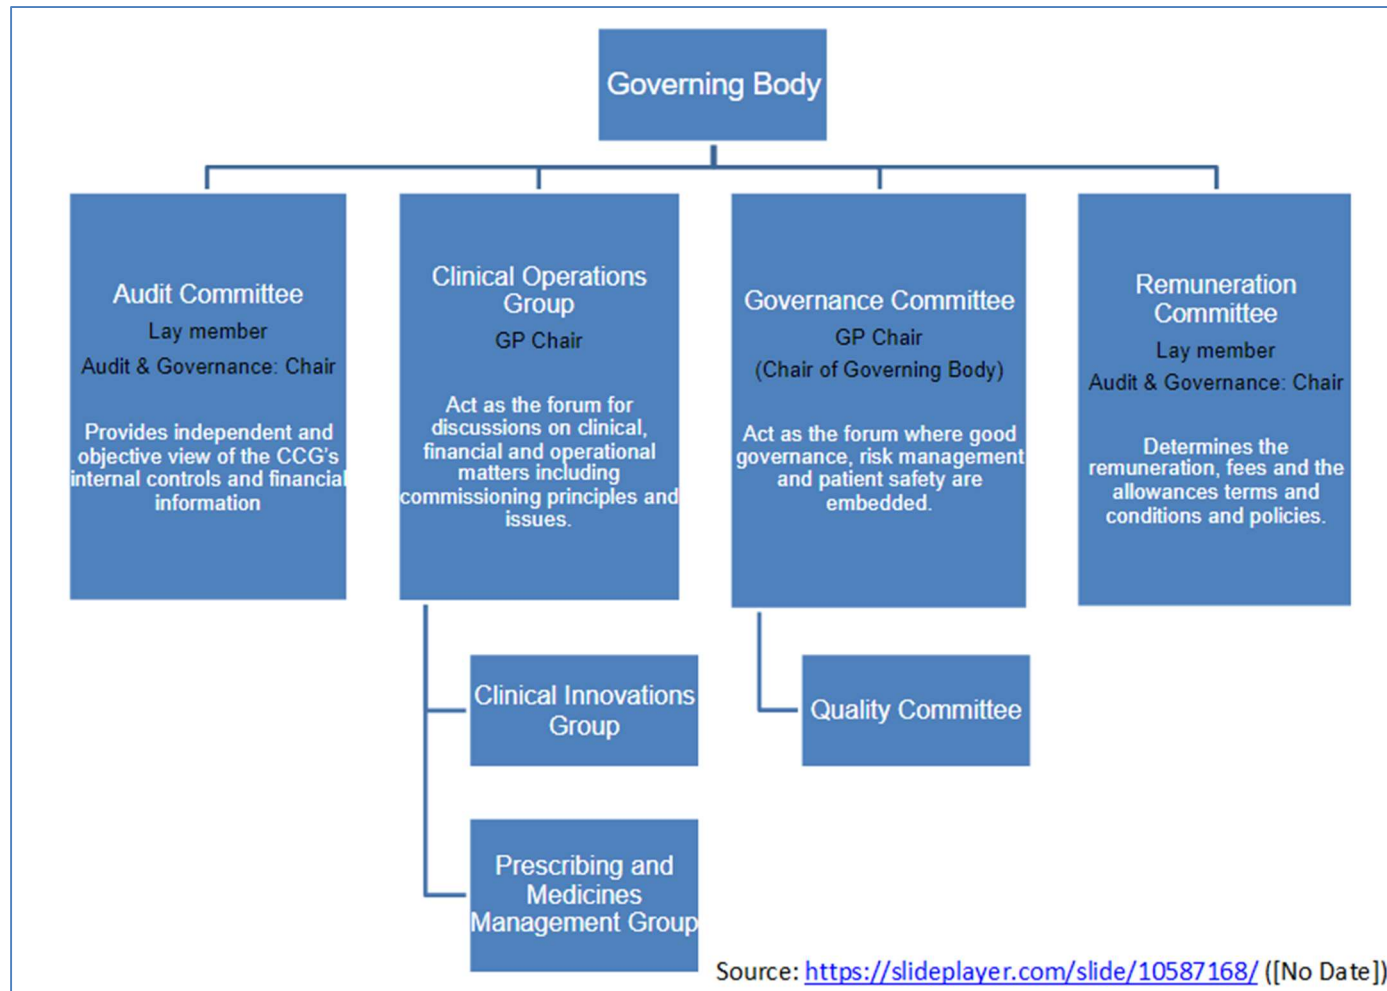 Governing Body
Audit Committee
Lay member
Audit & Governance: Chair
Provides independent and
objective view of the CCG's
internal controls and financial
information
Clinical Operations
Group
GP Chair
Act as the forum for
discussions on clinical,
financial and operational
matters including
commissioning principles and
issues.
Governance Committee
GP Chair
(Chair of Governing Body)
Act as the forum where good
governance, risk management
and patient safety are
embedded.
Remuneration
Committee
Lay member
Audit & Governance: Chair
Determines the
remuneration, fees and the
allowances terms and
conditions and policies.
Clinical Innovations
Group
Quality Committee
Prescribing and
Medicines
Management Group
Source: https://slideplayer.com/slide/10587168/ ([No Date])